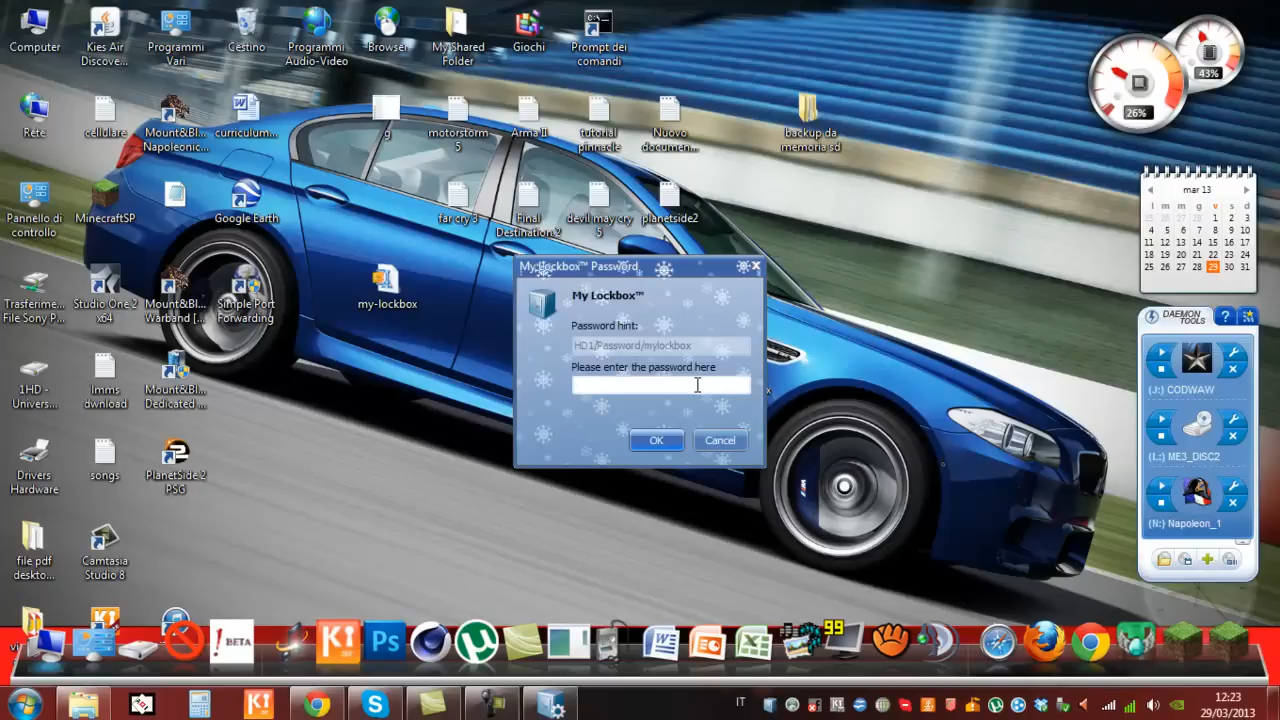 Computer
Kies Air
Discove...
Programmi
Vari
Cestino
Programmi
Audio-Video
Browser
My Shared
Folder
Giochi
Prompt dei
comandi
43%
26%
Rete
cellulare
Mount&Bl...
Napoleonic...
curriculum...
g
motorstorm
5
Arma II
tutorial
pinnacle
Nuovo
documen...
backup da
memoria sd
mar 13
l m m g v s d
25 26 27 28 1 2 3
4 5 6 7 8 9 10
11 12 13 14 15 16 17
18 19 20 21 22 23 24
25 26 27 28 29 30 31
Pannello di
controllo
MinecraftSP
Google Earth
far cry 3
Final
Destination 2
devil may cry
5
planetside2
Trasferime...
File Sony P...
Studio One 2
x64
Mount&Bl...
Warband [...
Simple Port
Forwarding
my-lockbox
My Lockbox™ Password
My Lockbox™
Password hint:
HD1/Password/mylockbox
Please enter the password here
OK
Cancel
DAEMON
TOOLS
(J:) CODWAW
(L:) ME3_DISC2
(N:) Napoleon_1
1HD -
Univers...
lmms
dwnload
Mount&Bl...
Dedicated ...
Drivers
Hardware
songs
PlanetSide 2
PSG
file pdf
deskto...
Camtasia
Studio 8
! BETA
K!
Ps
99
K!
IT
12:23
29/03/2013